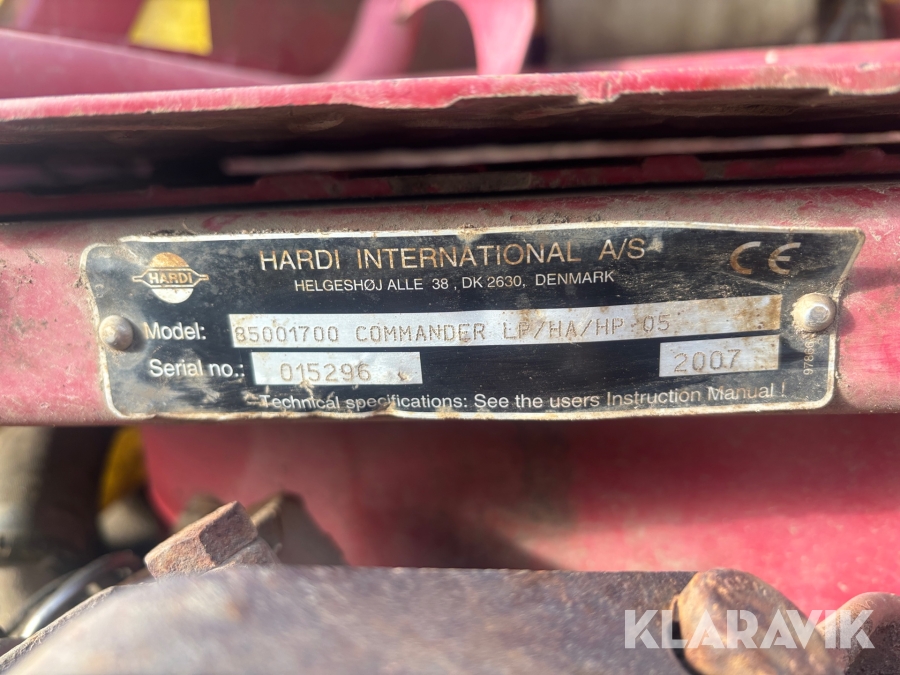 HARDI INTERNATIONAL A/S
HARDI
HELGESHØJ ALLE 38, DK 2630, DENMARK
Model: 85001700 COMMANDER LP/HA/HP 05
Serial no.: 015296 2007
Technical specifications: See the users Instruction Manual !
KLARAVIK